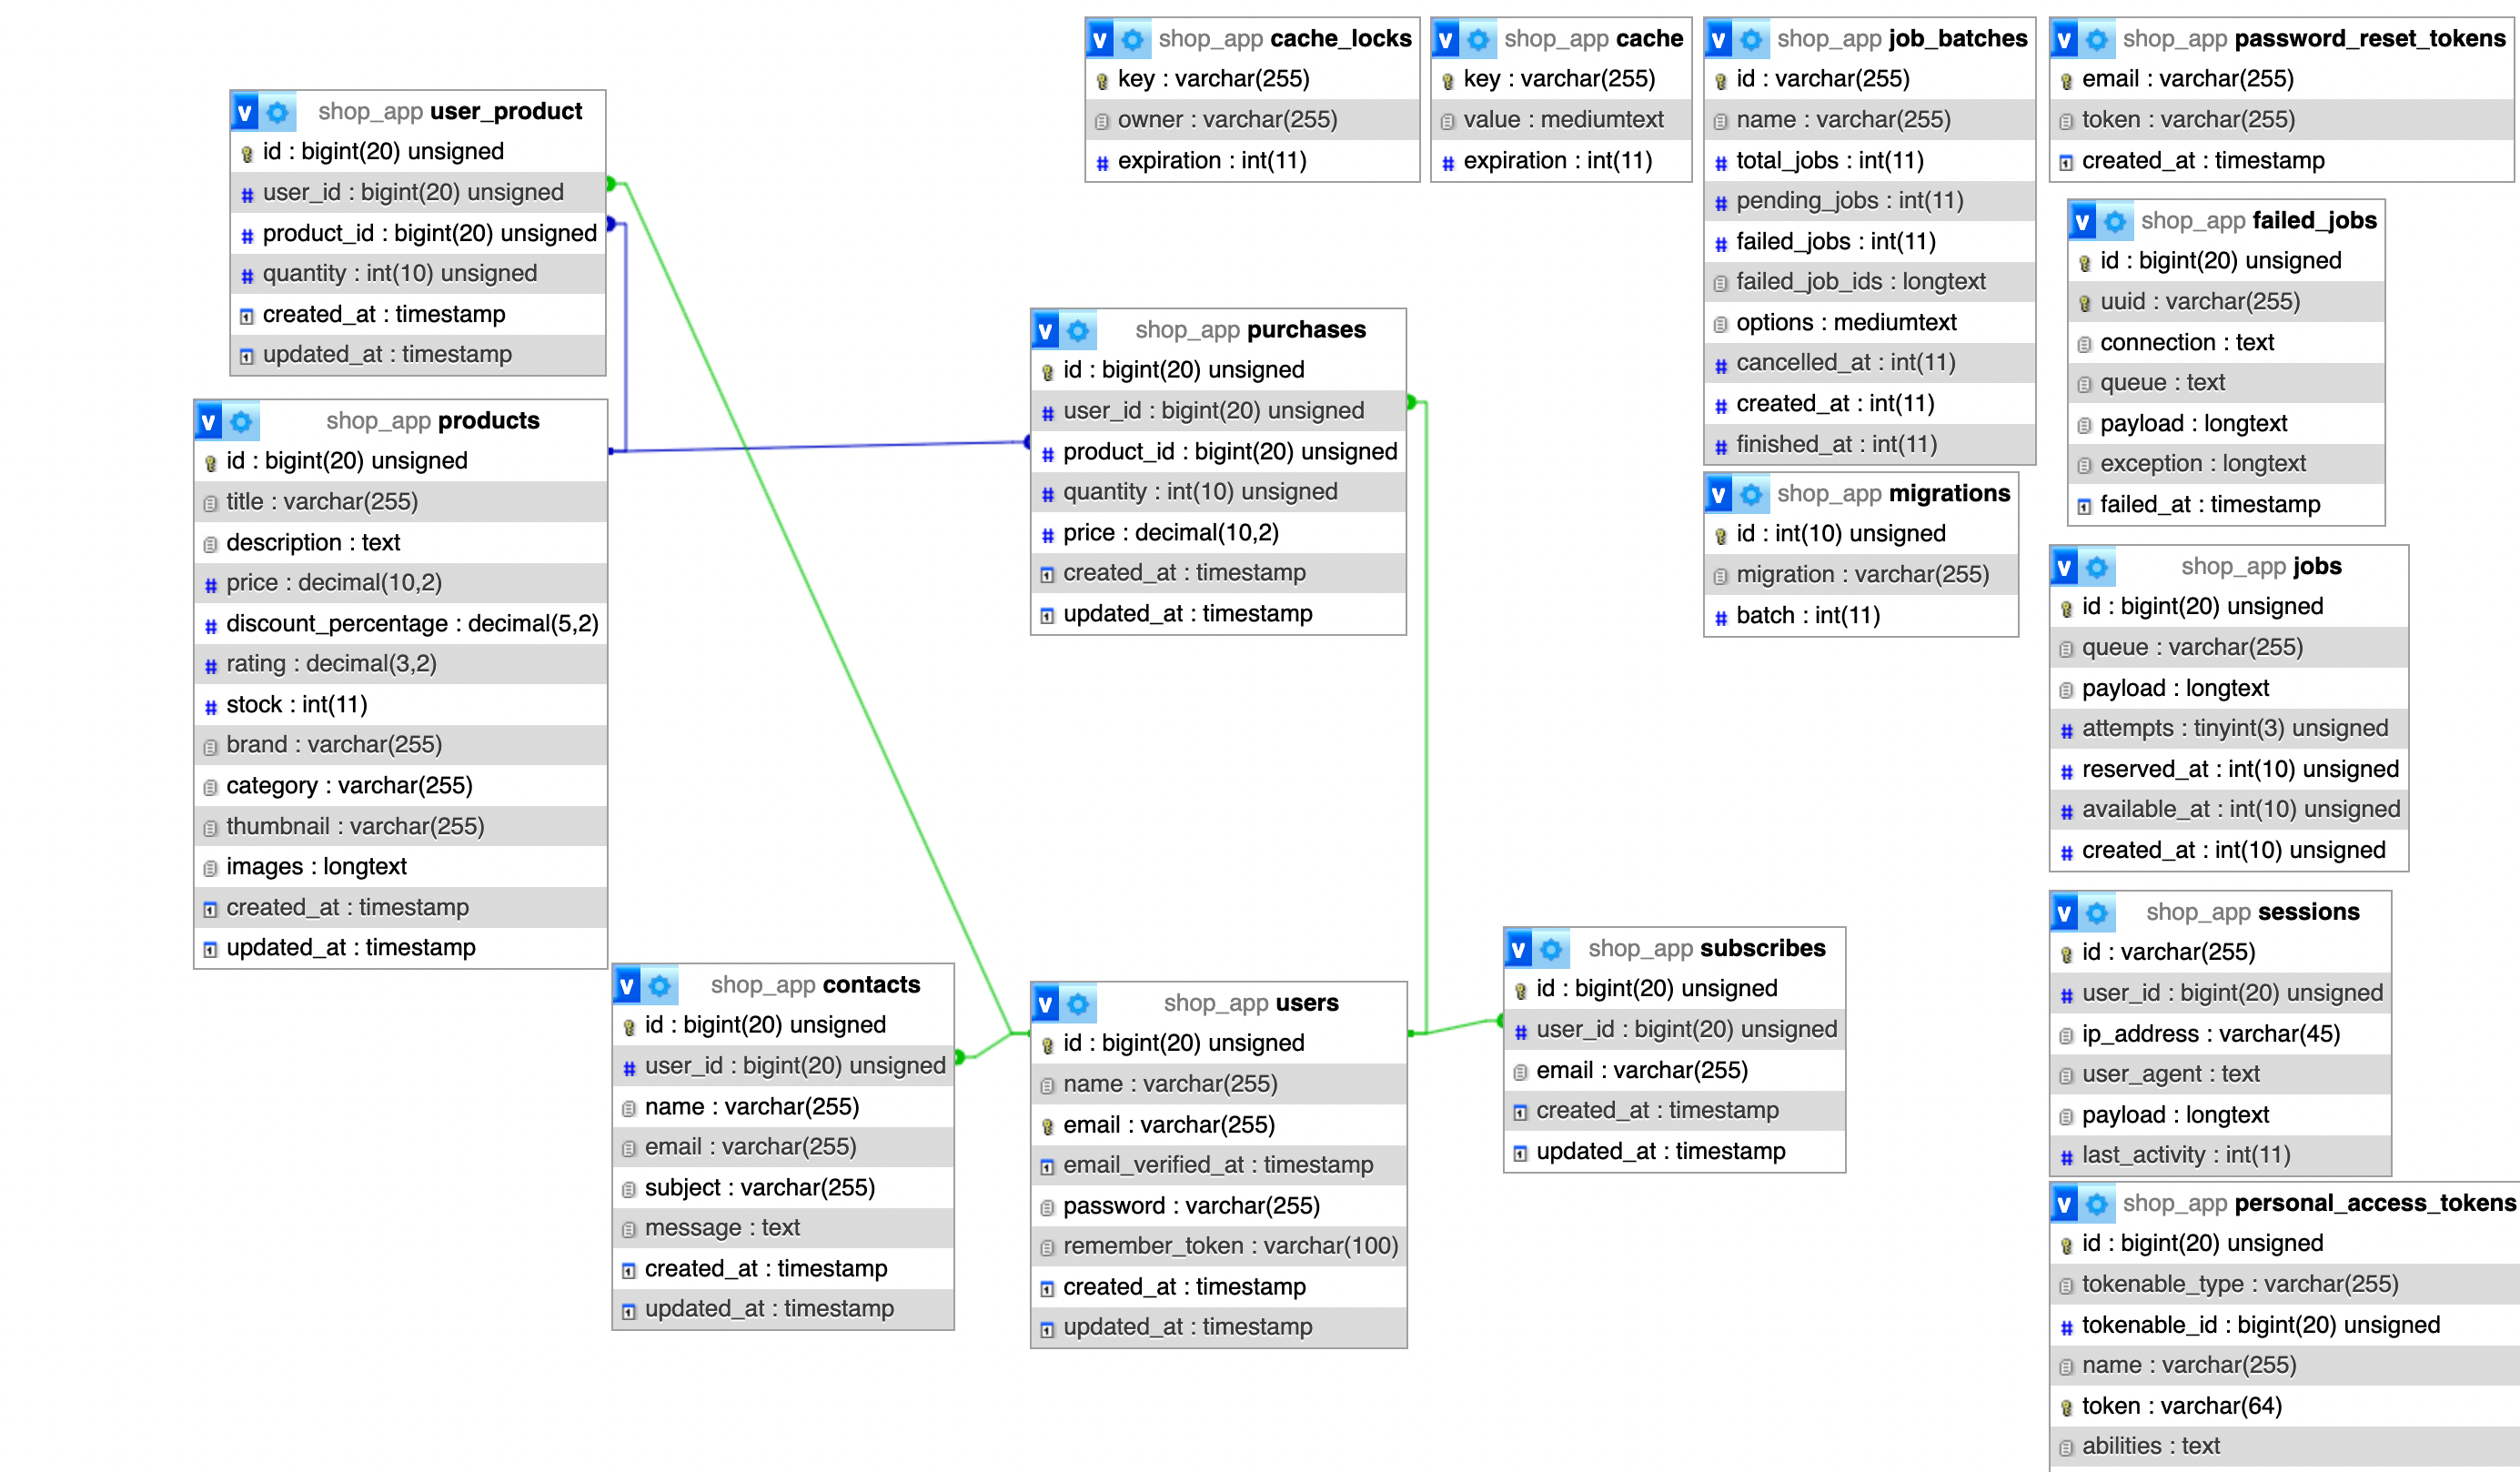 shop_app user_product
id : bigint(20) unsigned
user_id : bigint(20) unsigned
product_id : bigint(20) unsigned
quantity : int(10) unsigned
created_at : timestamp
updated_at : timestamp
shop_app products
id : bigint(20) unsigned
title : varchar(255)
description : text
price : decimal(10,2)
discount_percentage : decimal(5,2)
rating : decimal(3,2)
stock : int(11)
brand : varchar(255)
category : varchar(255)
thumbnail : varchar(255)
images : longtext
created_at : timestamp
updated_at : timestamp
shop_app contacts
id : bigint(20) unsigned
user_id : bigint(20) unsigned
name : varchar(255)
email : varchar(255)
subject : varchar(255)
message : text
created_at : timestamp
updated_at : timestamp
shop_app cache_locks
key : varchar(255)
owner : varchar(255)
expiration : int(11)
shop_app cache
key : varchar(255)
value : mediumtext
expiration : int(11)
shop_app purchases
id : bigint(20) unsigned
user_id : bigint(20) unsigned
product_id : bigint(20) unsigned
quantity : int(10) unsigned
price : decimal(10,2)
created_at : timestamp
updated_at : timestamp
shop_app users
id : bigint(20) unsigned
name : varchar(255)
email : varchar(255)
email_verified_at : timestamp
password : varchar(255)
remember_token : varchar(100)
created_at : timestamp
updated_at : timestamp
shop_app subscribes
id : bigint(20) unsigned
user_id : bigint(20) unsigned
email : varchar(255)
created_at : timestamp
updated_at : timestamp
shop_app job_batches
id : varchar(255)
name : varchar(255)
total_jobs : int(11)
pending_jobs : int(11)
failed_jobs : int(11)
failed_job_ids : longtext
options : mediumtext
cancelled_at : int(11)
created_at : int(11)
finished_at : int(11)
shop_app migrations
id : int(10) unsigned
migration : varchar(255)
batch : int(11)
shop_app password_reset_tokens
email : varchar(255)
token : varchar(255)
created_at : timestamp
shop_app failed_jobs
id : bigint(20) unsigned
uuid : varchar(255)
connection : text
queue : text
payload : longtext
exception : longtext
failed_at : timestamp
shop_app jobs
id : bigint(20) unsigned
queue : varchar(255)
payload : longtext
attempts : tinyint(3) unsigned
reserved_at : int(10) unsigned
available_at : int(10) unsigned
created_at : int(10) unsigned
shop_app sessions
id : varchar(255)
user_id : bigint(20) unsigned
ip_address : varchar(45)
user_agent : text
payload : longtext
last_activity : int(11)
shop_app personal_access_tokens
id : bigint(20) unsigned
tokenable_type : varchar(255)
tokenable_id : bigint(20) unsigned
name : varchar(255)
token : varchar(64)
abilities : text